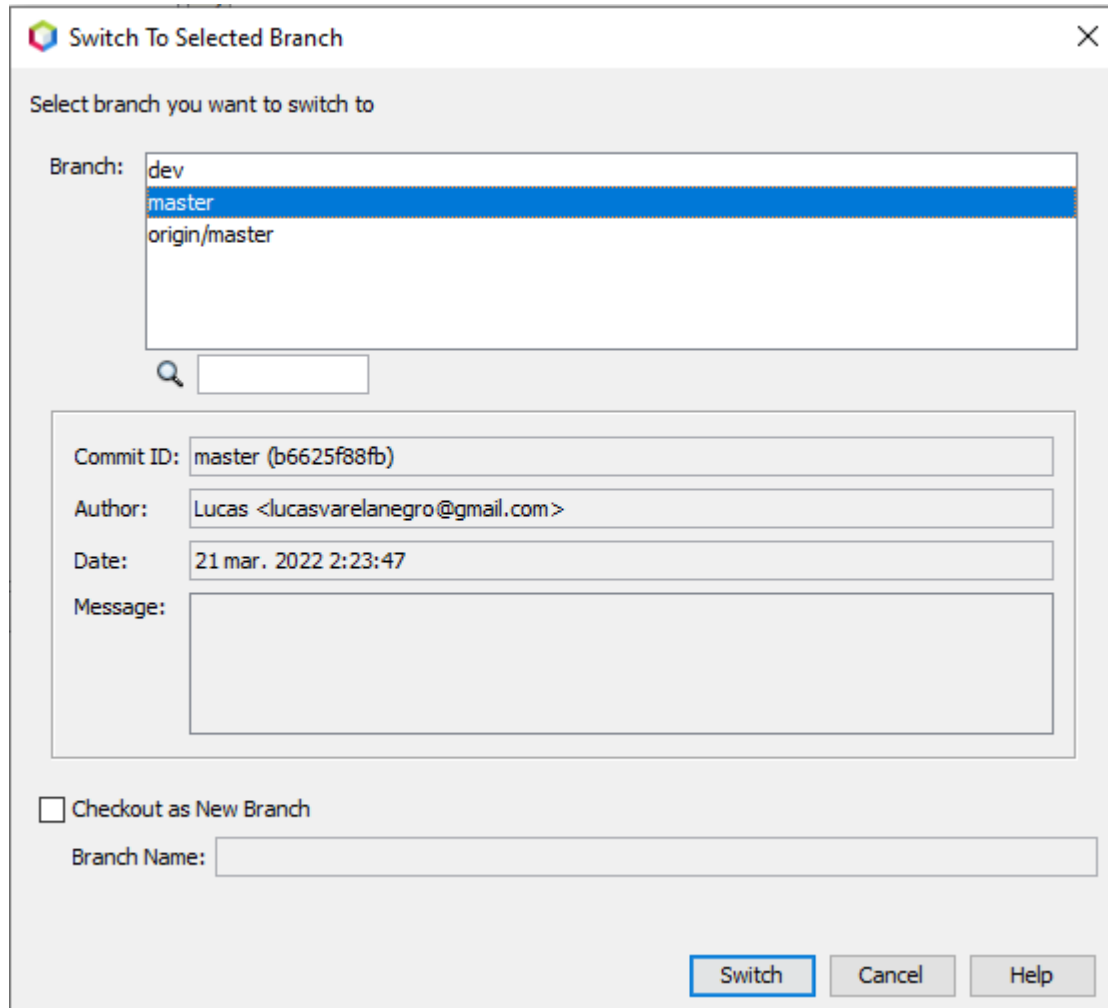 Switch To Selected Branch
Select branch you want to switch to
Branch:
dev
master
origin/master
Commit ID: master (b6625f88fb)
Author: Lucas <lucasvarelanegro@gmail.com>
Date: 21 mar. 2022 2:23:47
Message:
Checkout as New Branch
Branch Name:
Switch Cancel Help